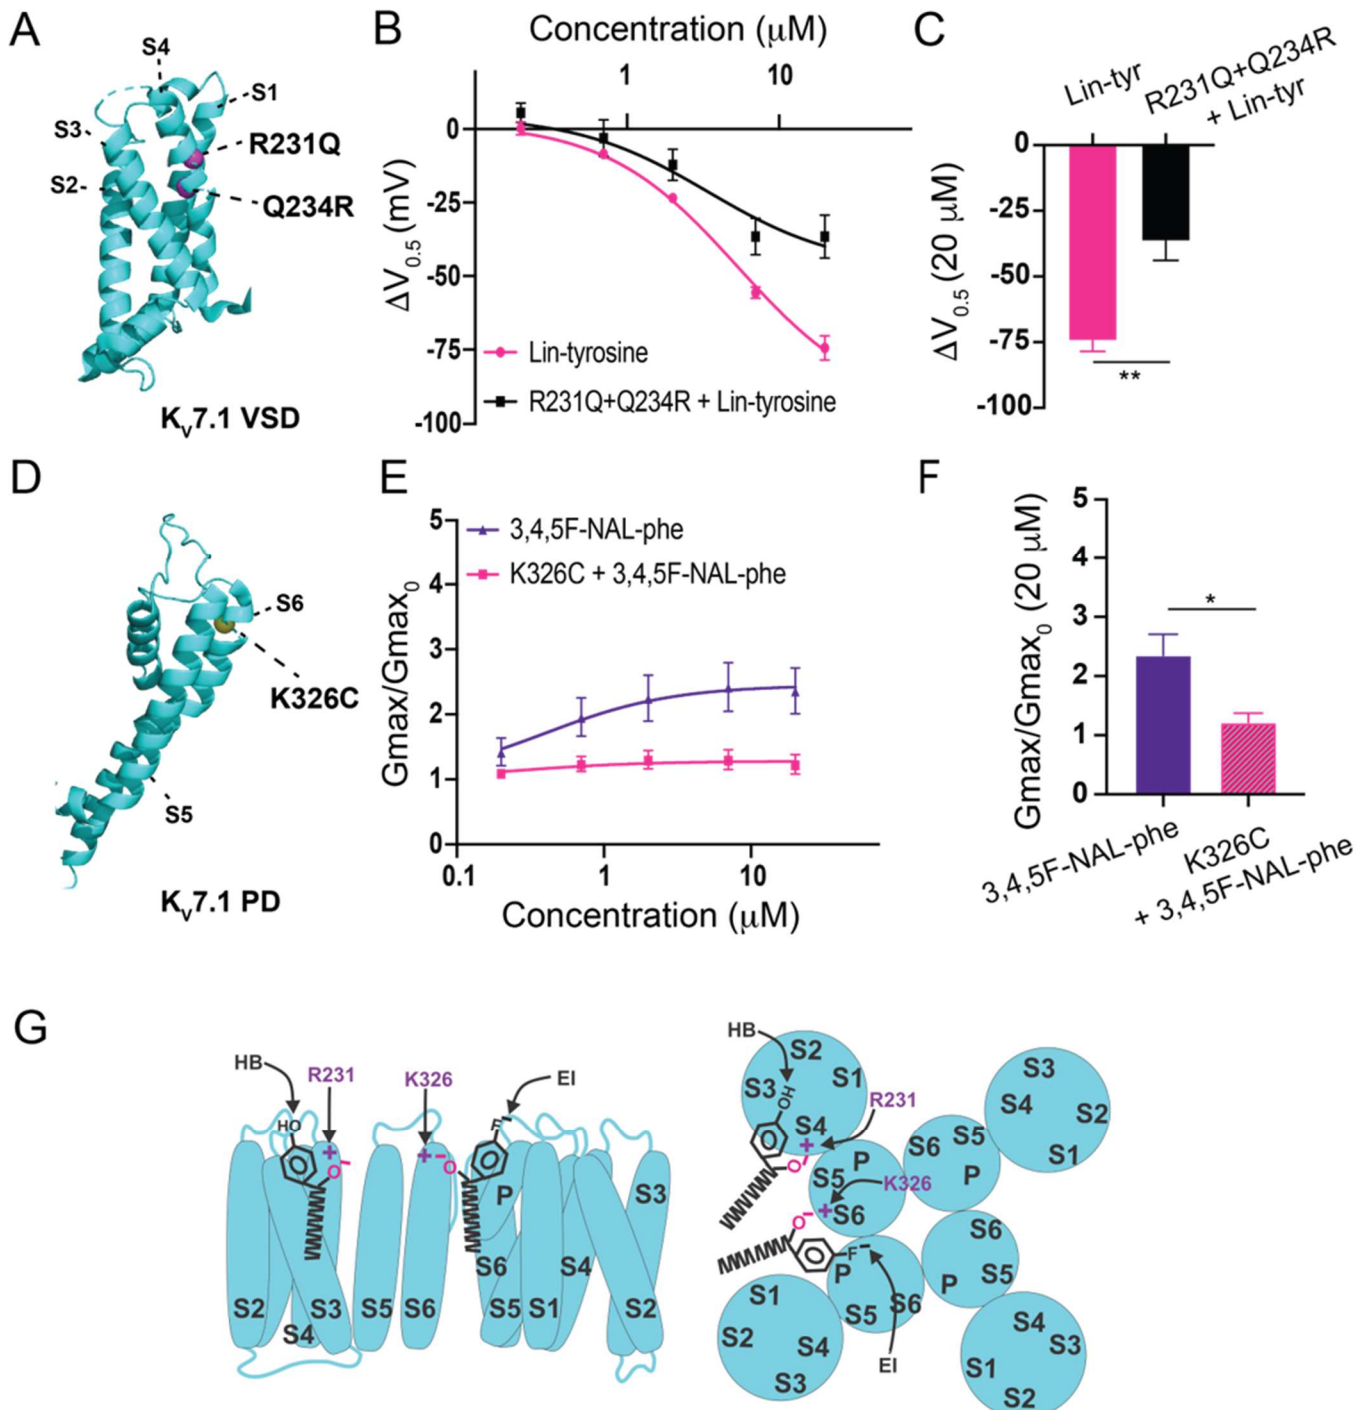 A
S4
S1
S3
R231Q
S2
Q234R
Kv7.1 VSD
B
Concentration (μM)
1
10
0
-25
-50
-75
-100
ΔV0.5 (mV)
Lin-tyrosine
R231Q+Q234R + Lin-tyrosine
C
Lin-tyr
R231Q+Q234R
+ Lin-tyr
0
-25
-50
-75
-100
ΔV0.5 (20 μM)
**
D
S6
K326C
S5
Kv7.1 PD
E
5
4
3
2
1
0
Gmax/Gmax0
3,4,5F-NAL-phe
K326C + 3,4,5F-NAL-phe
0.1
1
10
Concentration (μM)
F
5
4
3
2
1
0
Gmax/Gmax0 (20 μM)
*
3,4,5F-NAL-phe
K326C
+ 3,4,5F-NAL-phe
G
HB
R231
K326
EI
HO
F-
+
O-
+
-O
P
S3
S6
S4
S2
S3
S5
S6
S5
S1
S2
S4
HB
S2
S3
S1
OH
S4
R231
+
O-
P
S5
K326
O-
+
S6
F-
P
S5
S6
EI
S1
S2
S4
S3
S6
S5
P
S3
S4
S2
S1
S6
S5
P
S4
S3
S1
S2